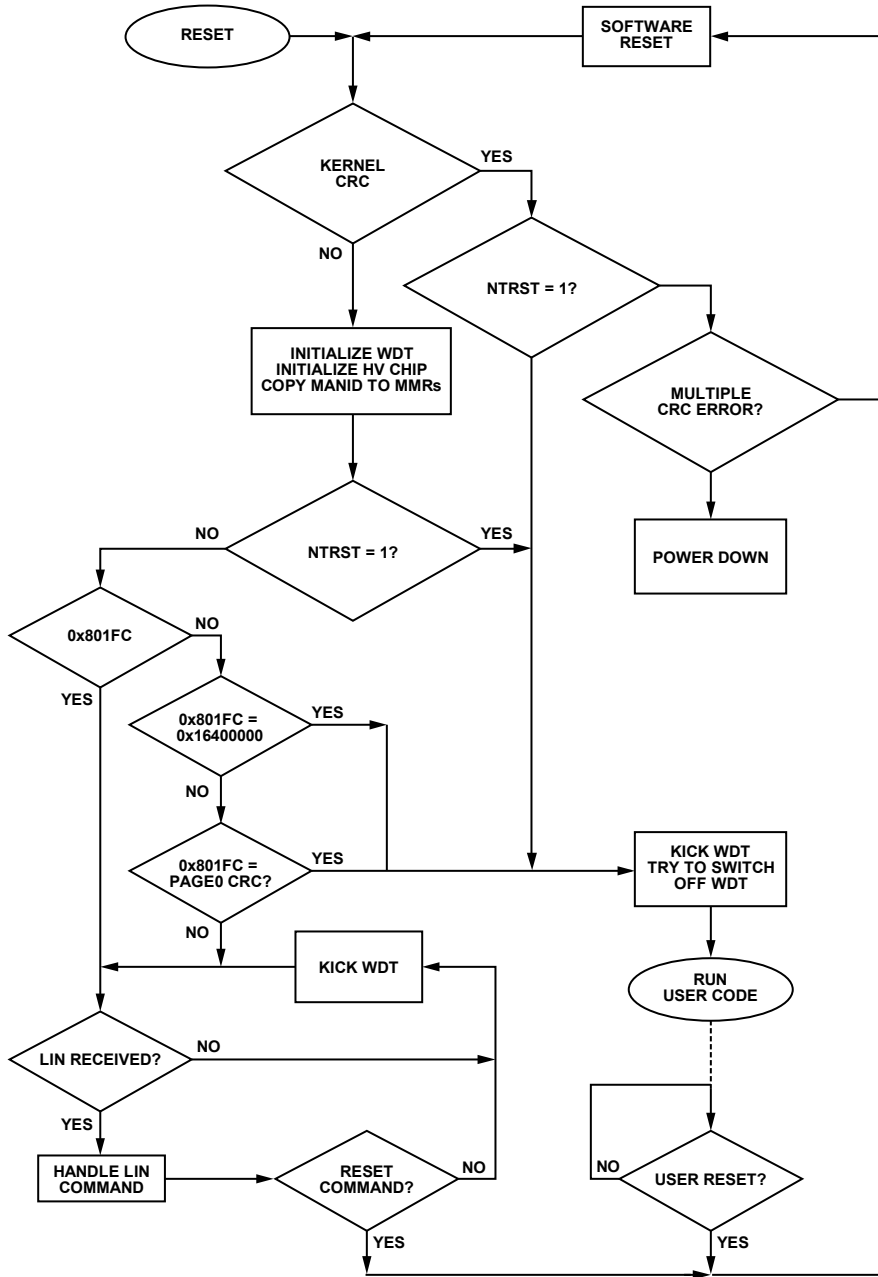 RESET
SOFTWARE
RESET
KERNEL
CRC
YES
NO
NTRST = 1?
INITIALIZE WDT
INITIALIZE HV CHIP
COPY MANID TO MMRs
MULTIPLE
CRC ERROR?
NO
NTRST = 1?
YES
POWER DOWN
0x801FC
NO
YES
0x801FC =
0x16400000
YES
NO
0x801FC =
PAGE0 CRC?
YES
NO
KICK WDT
TRY TO SWITCH
OFF WDT
KICK WDT
RUN
USER CODE
LIN RECEIVED?
NO
YES
HANDLE LIN
COMMAND
RESET
COMMAND?
NO
YES
NO
USER RESET?
YES